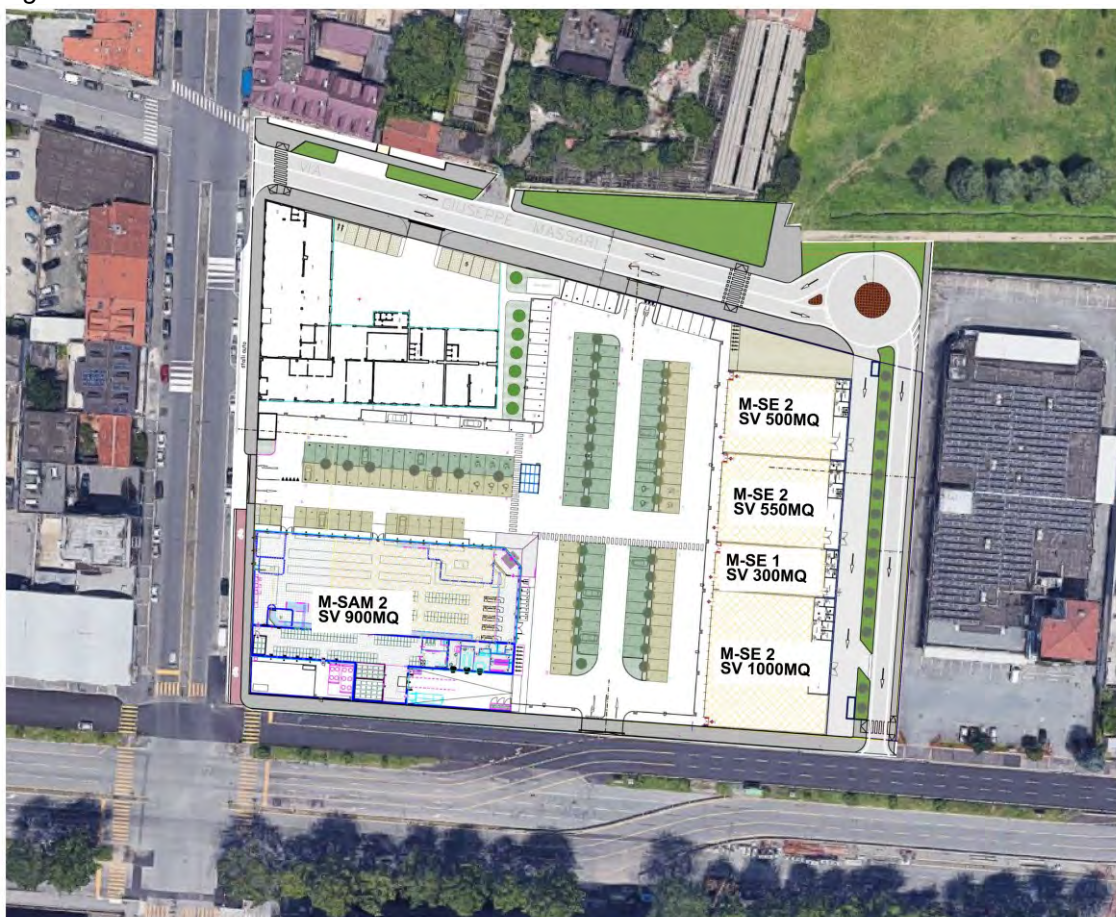 VIA GIUSEPPE MASSARI
M-SE 2
SV 500MQ
M-SE 2
SV 550MQ
M-SE 1
SV 300MQ
M-SAM 2
SV 900MQ
M-SE 2
SV 1000MQ